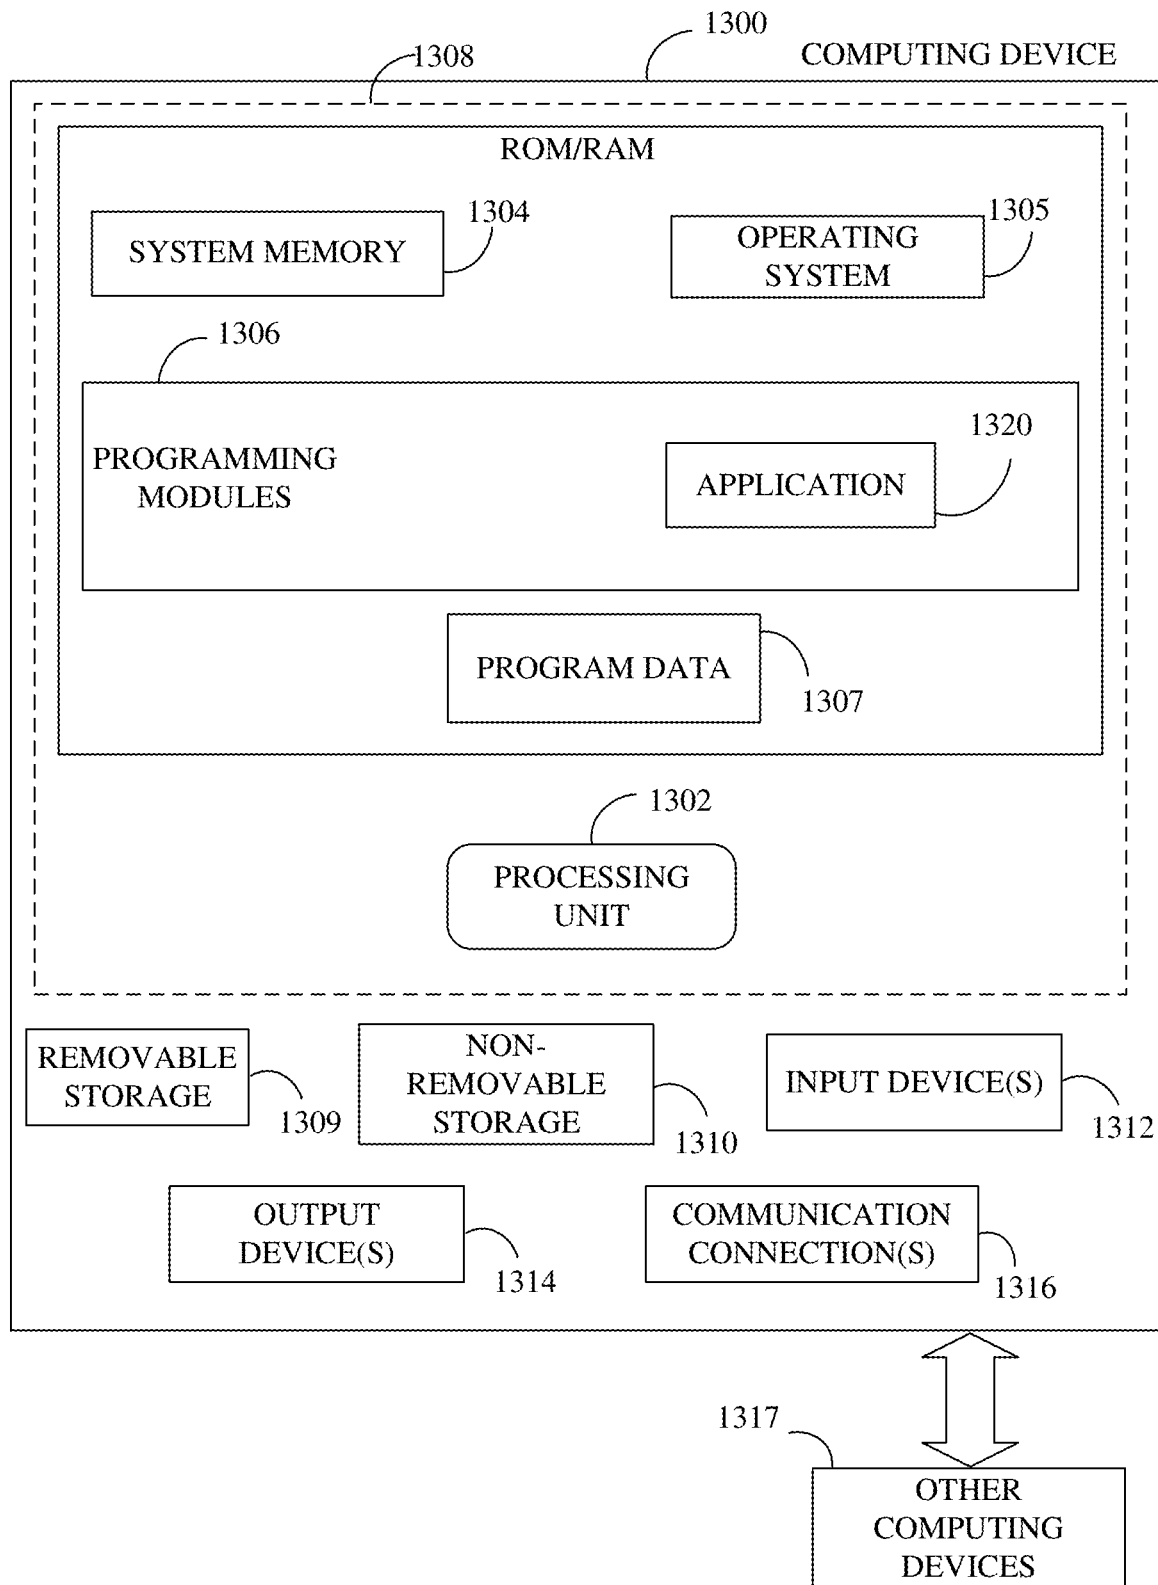 1300
COMPUTING DEVICE
1308
ROM/RAM
SYSTEM MEMORY
1304
OPERATING
SYSTEM
1305
1306
PROGRAMMING
MODULES
APPLICATION
1320
PROGRAM DATA
1307
1302
PROCESSING
UNIT
REMOVABLE
STORAGE
1309
NON-
REMOVABLE
STORAGE
1310
INPUT DEVICE(S)
1312
OUTPUT
DEVICE(S)
1314
COMMUNICATION
CONNECTION(S)
1316
1317
OTHER
COMPUTING
DEVICES